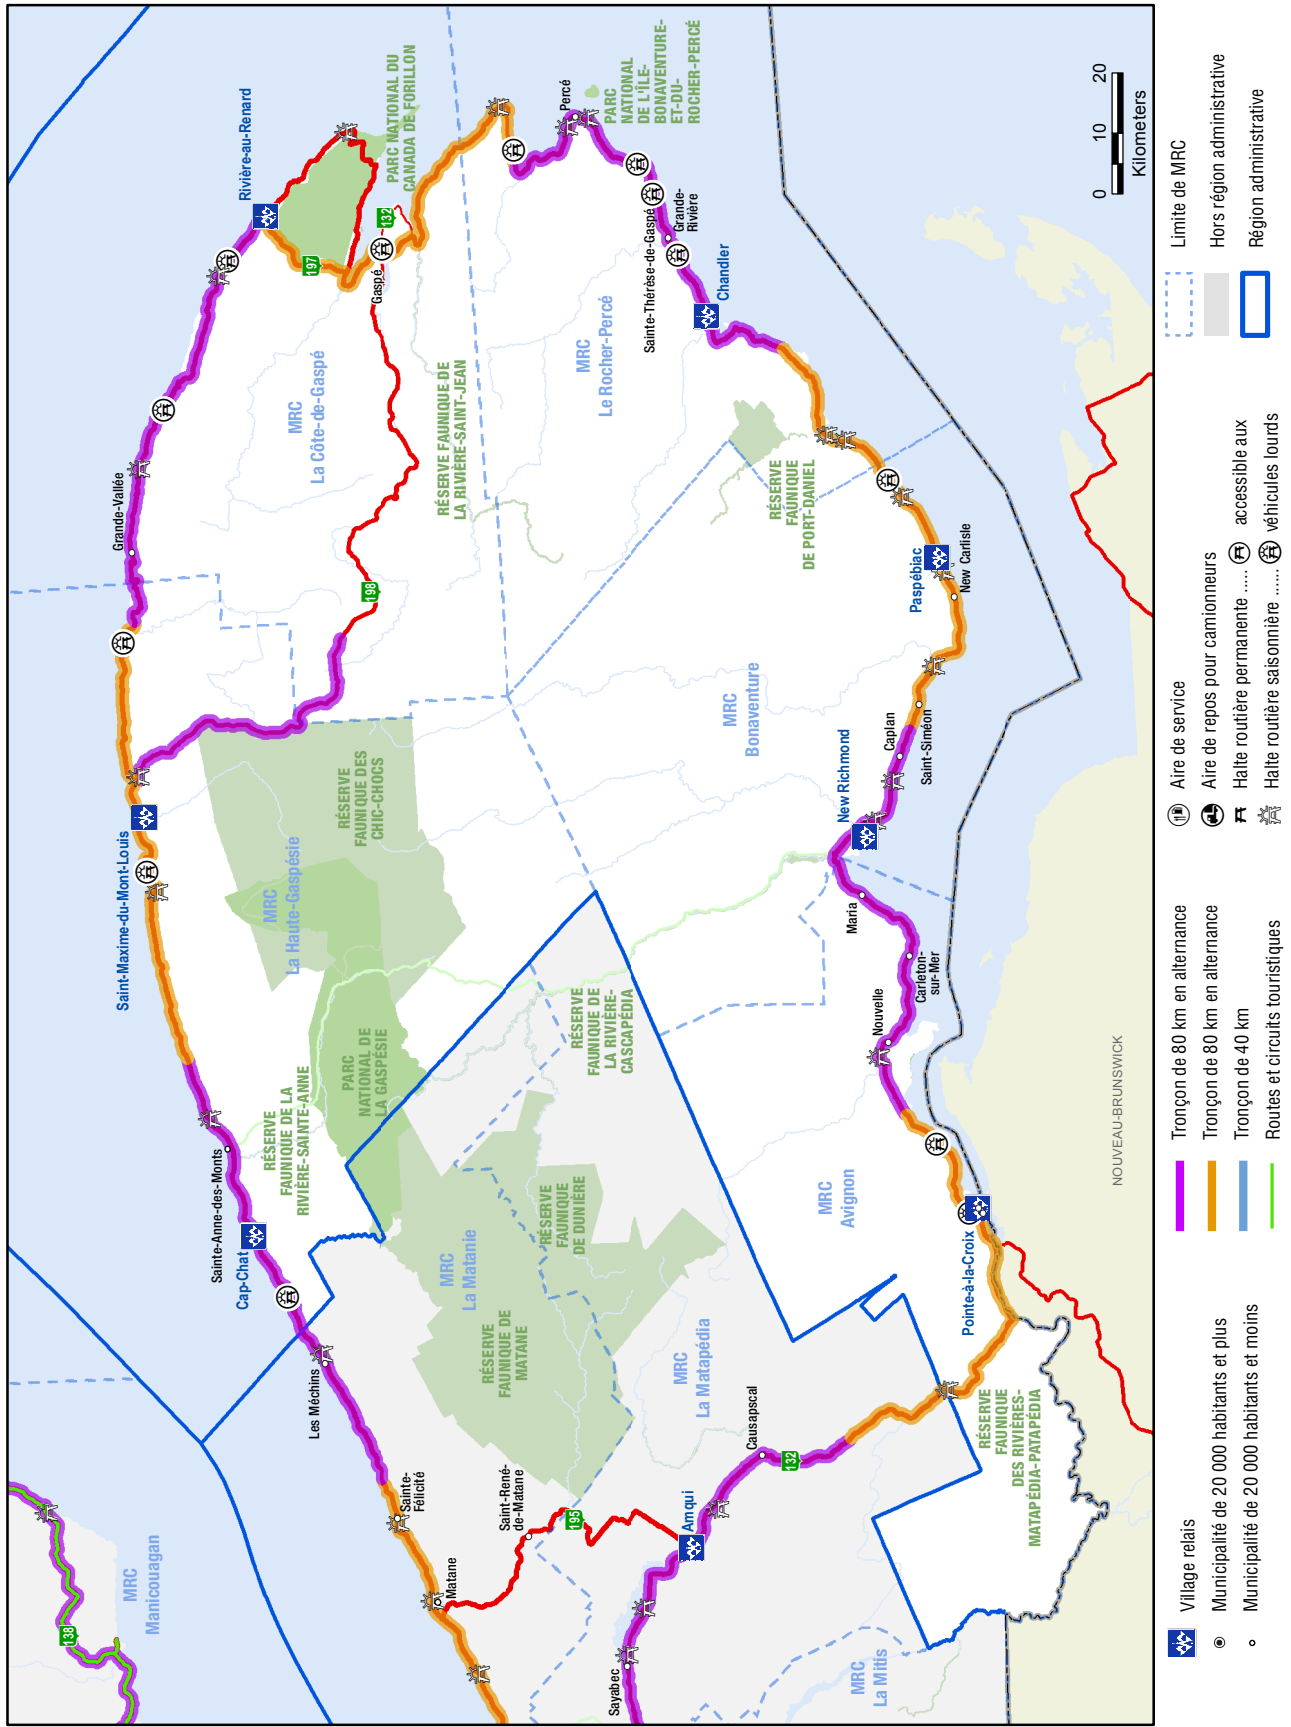 Rivière-au-Renard
PARC NATIONAL DU
CANADA DE FORILLON
Percé
PARC
NATIONAL
DE L'ÎLE-
BONAVENTURE-
ET-DU-
ROCHER-PERCÉ
197
132
Gaspé
Sainte-Thérèse-de-Gaspé
Grande-
Rivière
Chandler
MRC
La Côte-de-Gaspé
MRC
Le Rocher-Percé
RÉSERVE FAUNIQUE DE
LA RIVIÈRE-SAINT-JEAN
Grande-Vallée
198
RÉSERVE
FAUNIQUE
DE PORT-DANIEL
Paspébiac
New Carlisle
Saint-Maxime-du-Mont-Louis
RÉSERVE
FAUNIQUE DES
CHIC-CHOCS
MRC
Bonaventure
New Richmond
Caplan
Saint-Siméon
MRC
La Haute-Gaspésie
Maria
Carleton-
sur-Mer
Nouvelle
PARC
NATIONAL DE
LA GASPÉSIE
RÉSERVE
FAUNIQUE DE
LA RIVIÈRE-
CASCAPÉDIA
RÉSERVE
FAUNIQUE DE LA
RIVIÈRE-SAINTE-ANNE
Sainte-Anne-des-Monts
Cap-Chat
MRC
La Matanie
RÉSERVE
FAUNIQUE
DE DUNIÈRE
MRC
Avignon
Pointe-à-la-Croix
NOUVEAU-BRUNSWICK
Les Méchins
RÉSERVE
FAUNIQUE DE
MATANE
MRC
La Matapédia
Causapscal
132
RÉSERVE
FAUNIQUE
DES RIVIÈRES-
MATAPÉDIA-PATAPÉDIA
Sainte-
Félicité
Saint-René-
de-Matane
195
Amqui
Matane
MRC
Manicouagan
138
Sayabec
MRC
La Mitis
0 10 20
Kilometers
Village relais
Municipalité de 20 000 habitants et plus
Municipalité de 20 000 habitants et moins
Tronçon de 80 km en alternance
Tronçon de 80 km en alternance
Tronçon de 40 km
Routes et circuits touristiques
Aire de service
Aire de repos pour camionneurs
Halte routière permanente ..... accessible aux
Halte routière saisonnière ....... véhicules lourds
Limite de MRC
Hors région administrative
Région administrative